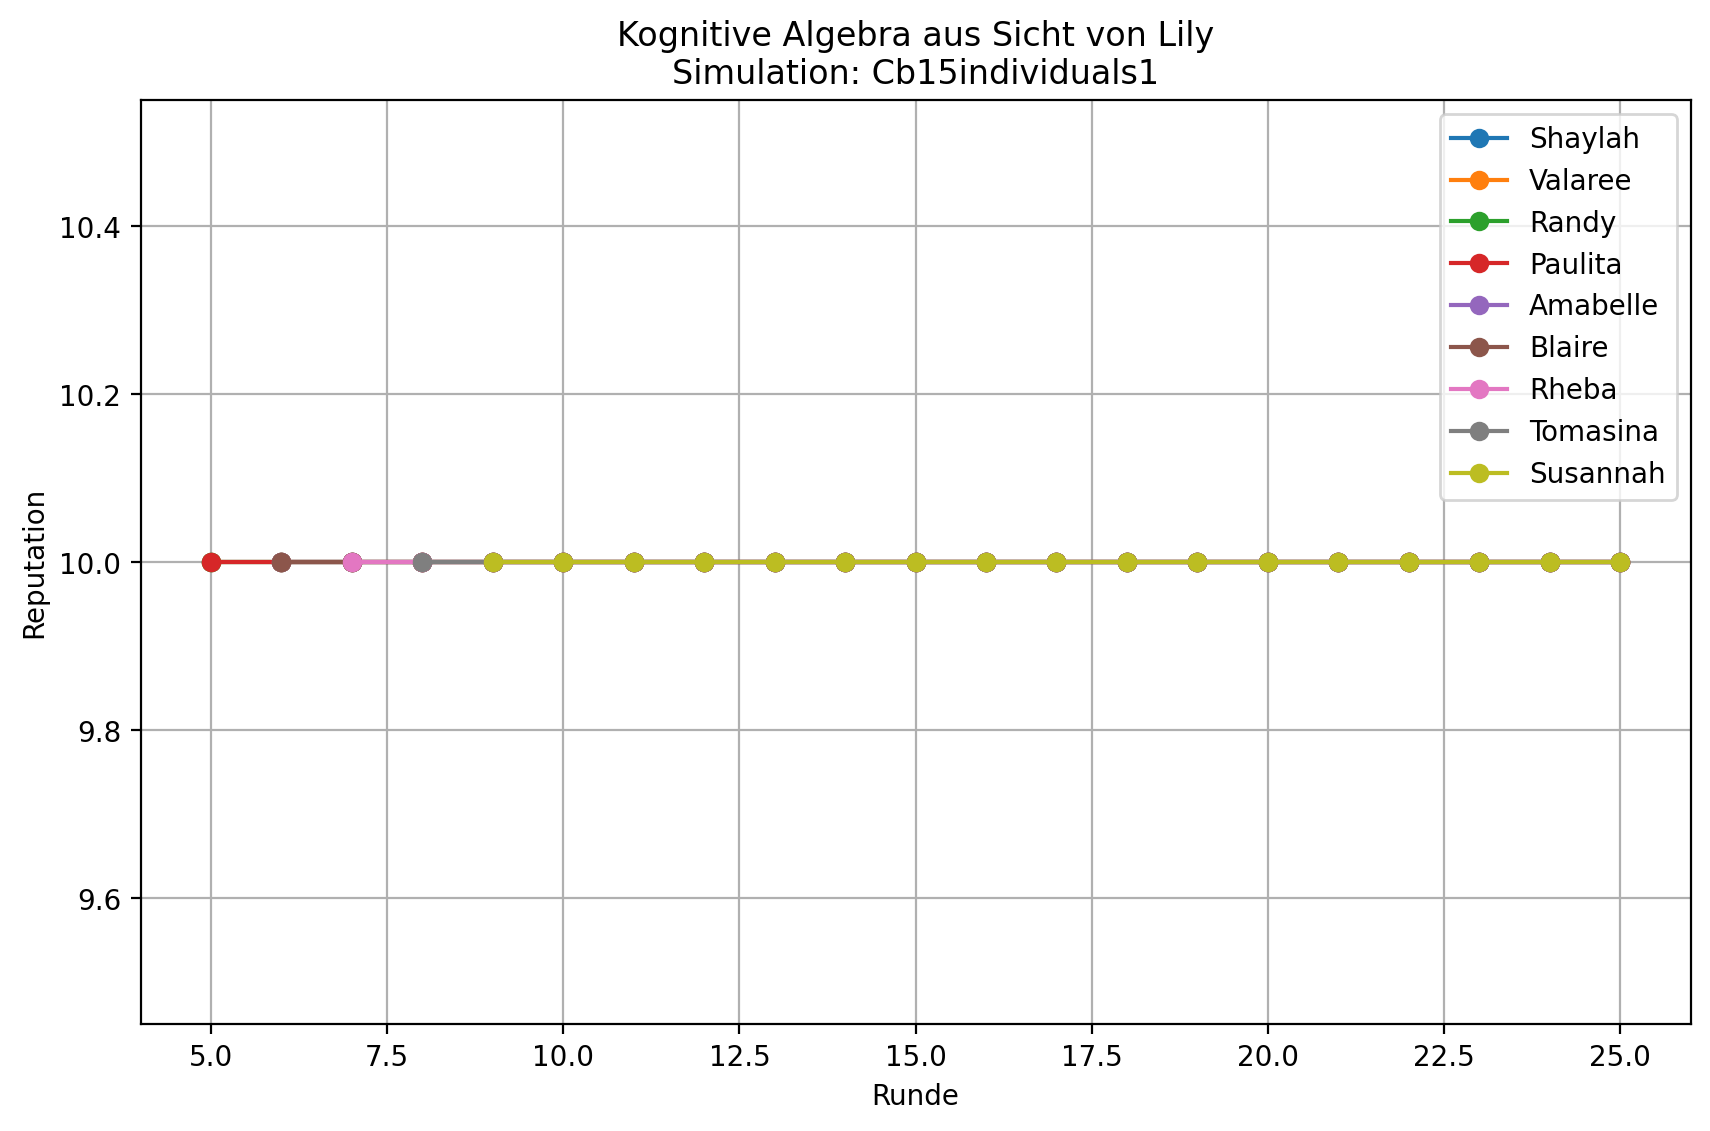 Kognitive Algebra aus Sicht von Lily
Simulation: Cb15individuals1
Shaylah
Valaree
Randy
Paulita
Amabelle
Blaire
Rheba
Tomasina
Susannah
Reputation
10.4
10.2
10.0
9.8
9.6
5.0 7.5 10.0 12.5 15.0 17.5 20.0 22.5 25.0
Runde